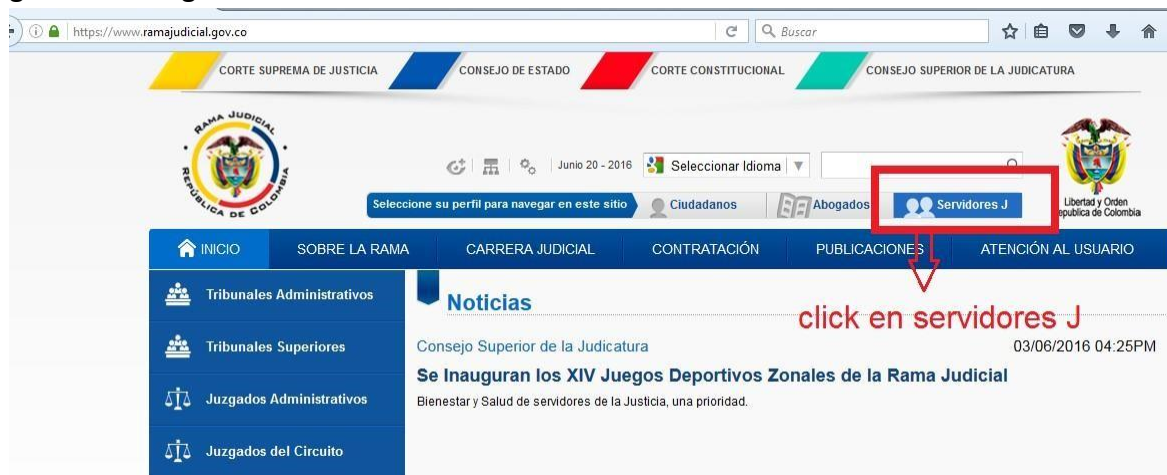 https://www.ramajudicial.gov.co
Buscar
CORTE SUPREMA DE JUSTICIA
CONSEJO DE ESTADO
CORTE CONSTITUCIONAL
CONSEJO SUPERIOR DE LA JUDICATURA
RAMA JUDICIAL
REPÚBLICA DE COLOMBIA
Junio 20 - 2016
Seleccionar Idioma
Libertad y Orden
epublica de Colombia
Seleccione su perfil para navegar en este sitio
Ciudadanos
Abogados
Servidores J
INICIO
SOBRE LA RAMA
CARRERA JUDICIAL
CONTRATACIÓN
PUBLICACIONES
ATENCIÓN AL USUARIO
Tribunales Administrativos
Tribunales Superiores
Juzgados Administrativos
Juzgados del Circuito
Noticias
click en servidores J
Consejo Superior de la Judicatura
03/06/2016 04:25PM
Se Inauguran los XIV Juegos Deportivos Zonales de la Rama Judicial
Bienestar y Salud de servidores de la Justicia, una prioridad.